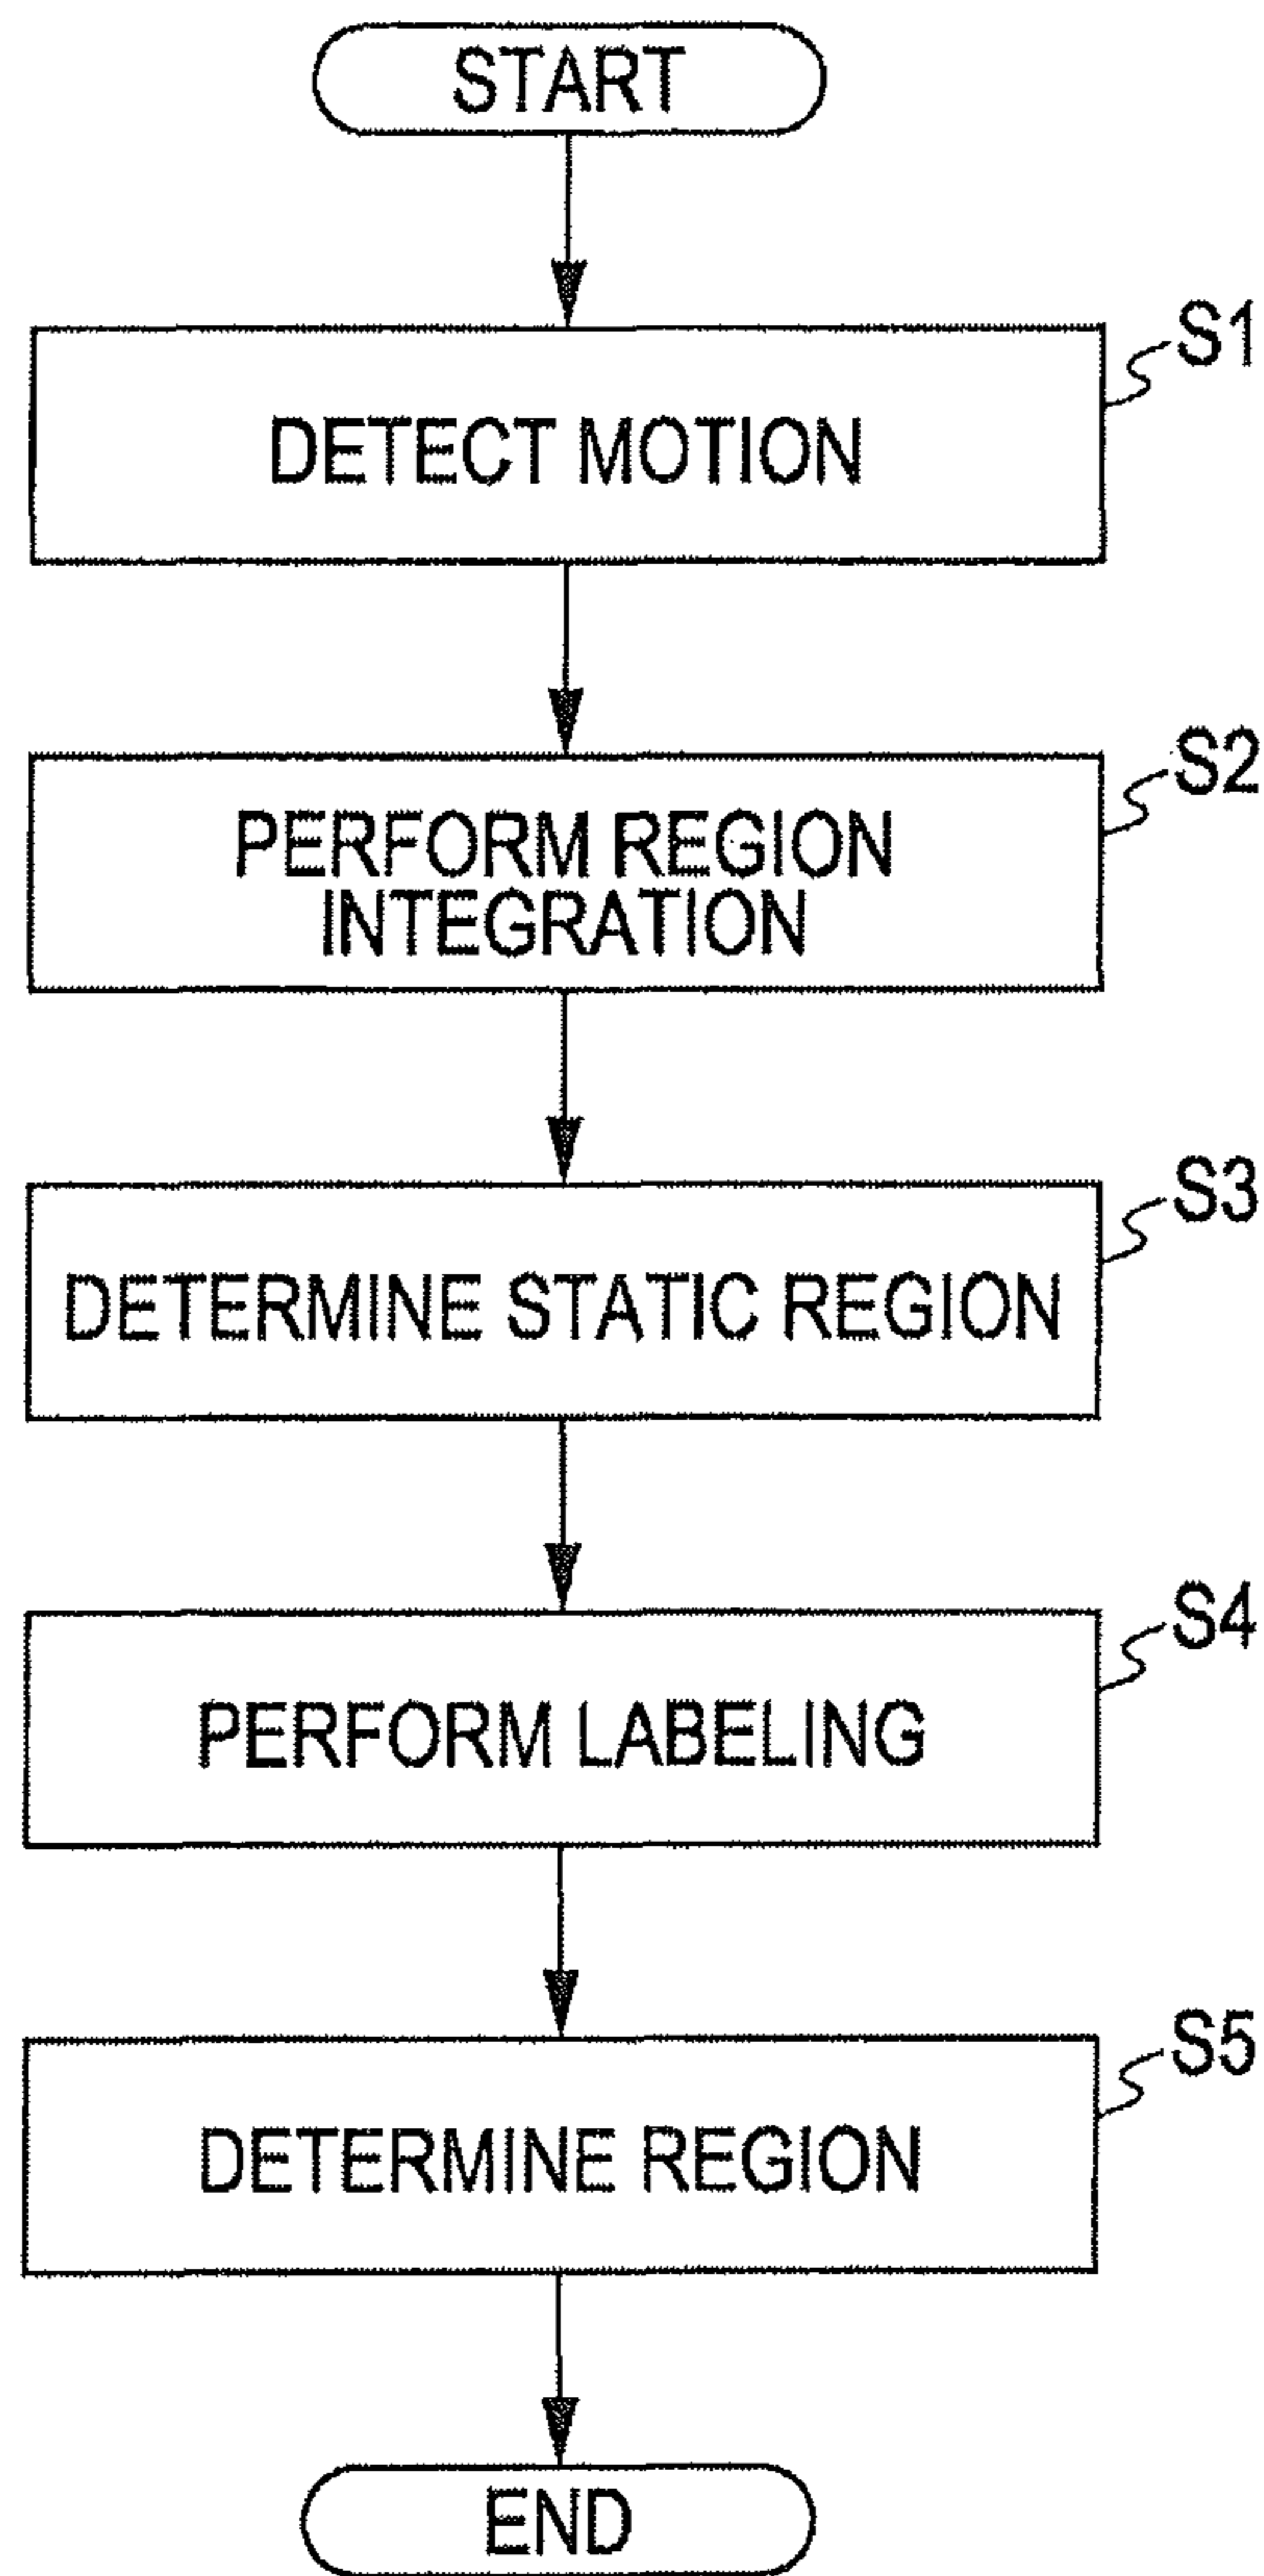 START
S1
DETECT MOTION
S2
PERFORM REGION
INTEGRATION
S3
DETERMINE STATIC REGION
S4
PERFORM LABELING
S5
DETERMINE REGION
END